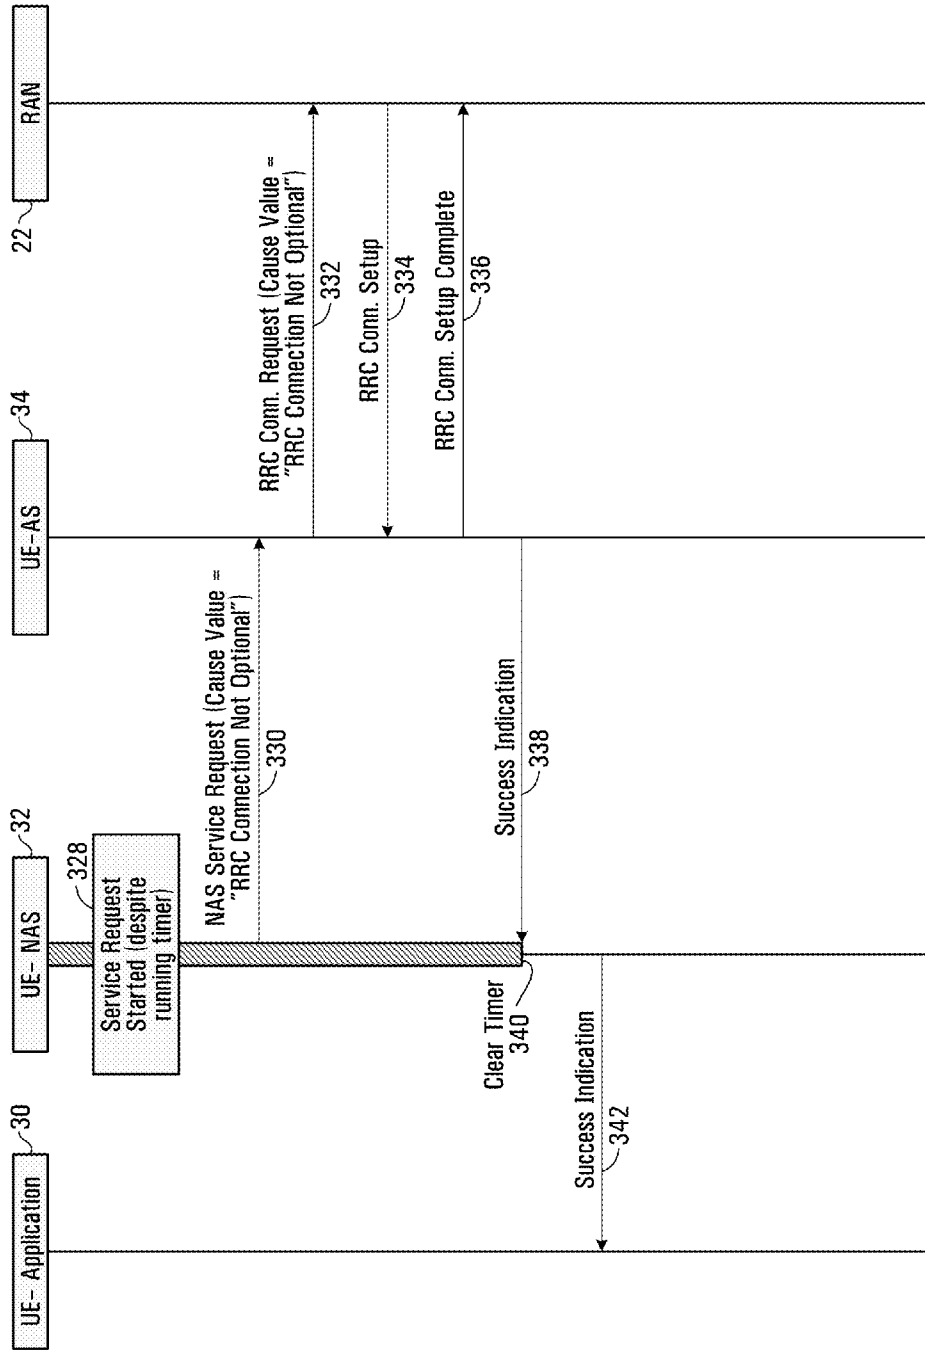 UE- Application
30
UE- NAS
32
UE-AS
34
RAN
22
Service Request
Started (despite
running timer)
328
NAS Service Request (Cause Value =
"RRC Connection Not Optional")
330
RRC Conn. Request (Cause Value =
"RRC Connection Not Optional")
332
RRC Conn. Setup
334
RRC Conn. Setup Complete
336
Success Indication
338
Clear Timer
340
Success Indication
342